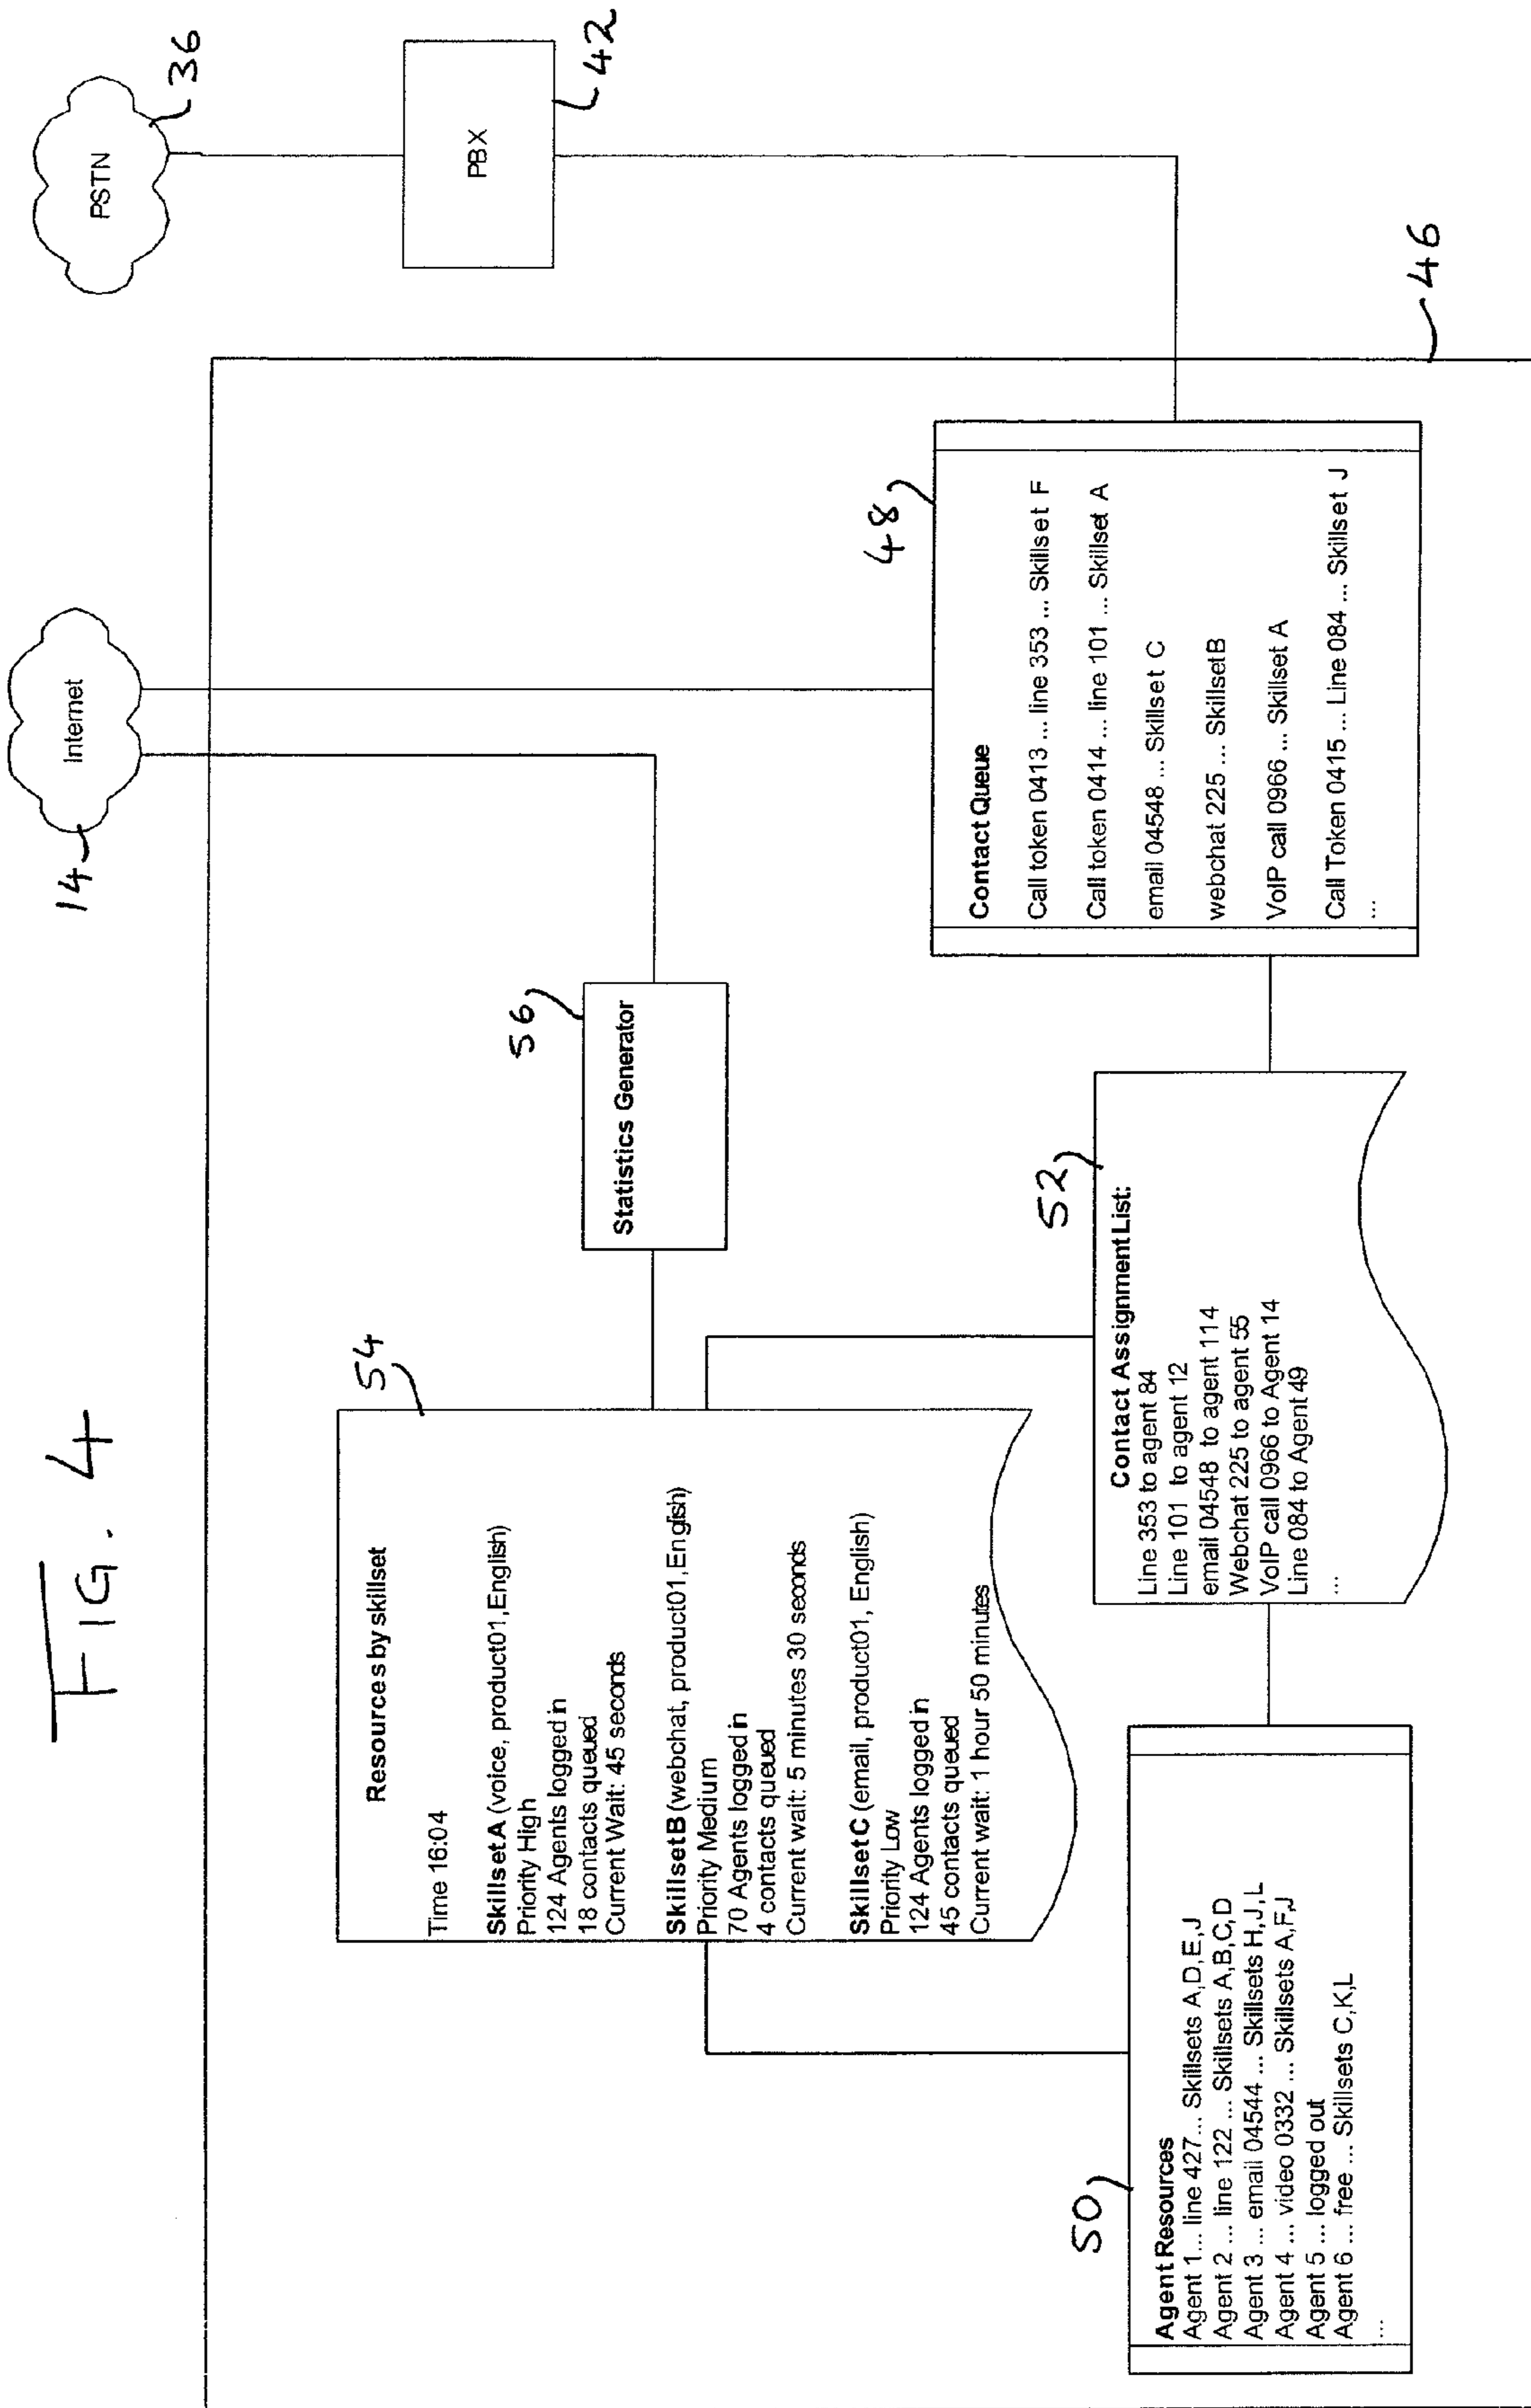 FIG. 4
14
Internet
PSTN
36
PBX
42
54
Resources by skillset
Time 16:04
Skillset A (voice, product01, English)
Priority High
124 Agents logged in
18 contacts queued
Current Wait: 45 seconds
Skillset B (webchat, product01, English)
Priority Medium
70 Agents logged in
4 contacts queued
Current wait: 5 minutes 30 seconds
Skillset C (email, product01, English)
Priority Low
124 Agents logged in
45 contacts queued
Current wait: 1 hour 50 minutes
56
Statistics Generator
48
Contact Queue
Call token 0413 ... line 353 ... Skillset F
Call token 0414 ... line 101 ... Skillset A
email 04548 ... Skillset C
webchat 225 ... Skillset B
VoIP call 0966 ... Skillset A
Call Token 0415 ... Line 084 ... Skillset J
...
46
50
Agent Resources
Agent 1... line 427... Skillsets A,D,E,J
Agent 2 ... line 122 ... Skillsets A,B,C,D
Agent 3 ... email 04544 ... Skillsets H,J,L
Agent 4 ... video 0332 ... Skillsets A,F,J
Agent 5 ... logged out
Agent 6 ... free ... Skillsets C,K,L
...
52
Contact Assignment List:
Line 353 to agent 84
Line 101 to agent 12
email 04548 to agent 114
Webchat 225 to agent 55
VoIP call 0966 to Agent 14
Line 084 to Agent 49
...